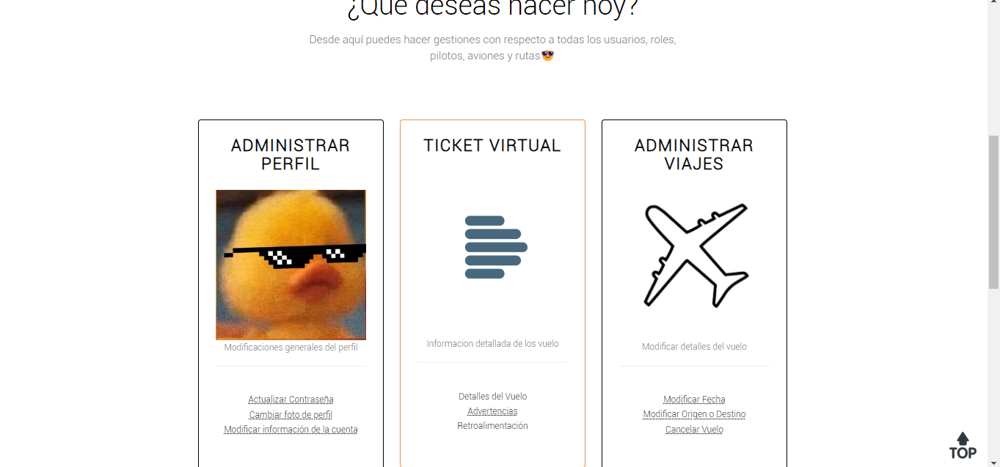 ¿Qué deseas hacer hoy?
Desde aquí puedes hacer gestiones con respecto a todas los usuarios, roles,
pilotos, aviones y rutas😎
ADMINISTRAR
PERFIL
Modificaciones generales del perfil
Actualizar Contraseña
Cambiar foto de perfil
Modificar información de la cuenta
TICKET VIRTUAL
Informacion detallada de los vuelo
Detalles del Vuelo
Advertencias
Retroalimentación
ADMINISTRAR
VIAJES
Modificar detalles del vuelo
Modificar Fecha
Modificar Origen o Destino
Cancelar Vuelo
TOP